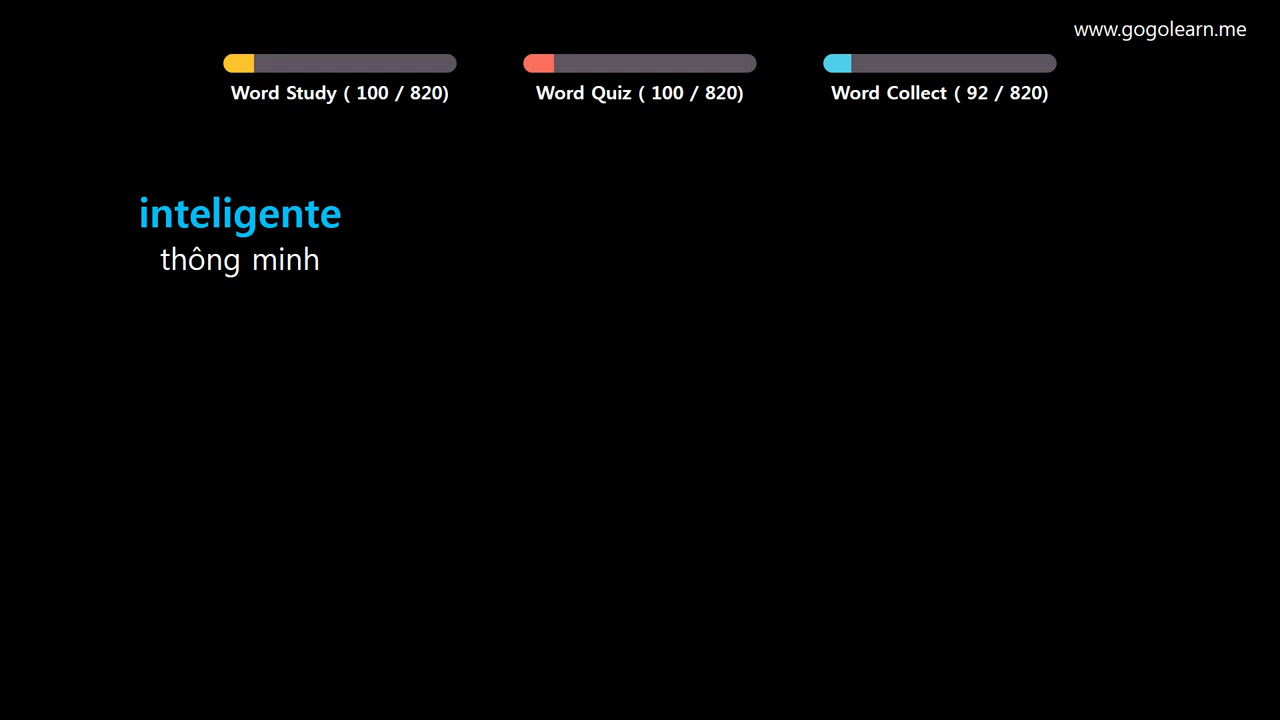 www.gogolearn.me
Word Study ( 100 / 820)
Word Quiz ( 100 / 820)
Word Collect ( 92 / 820)
inteligente
thông minh